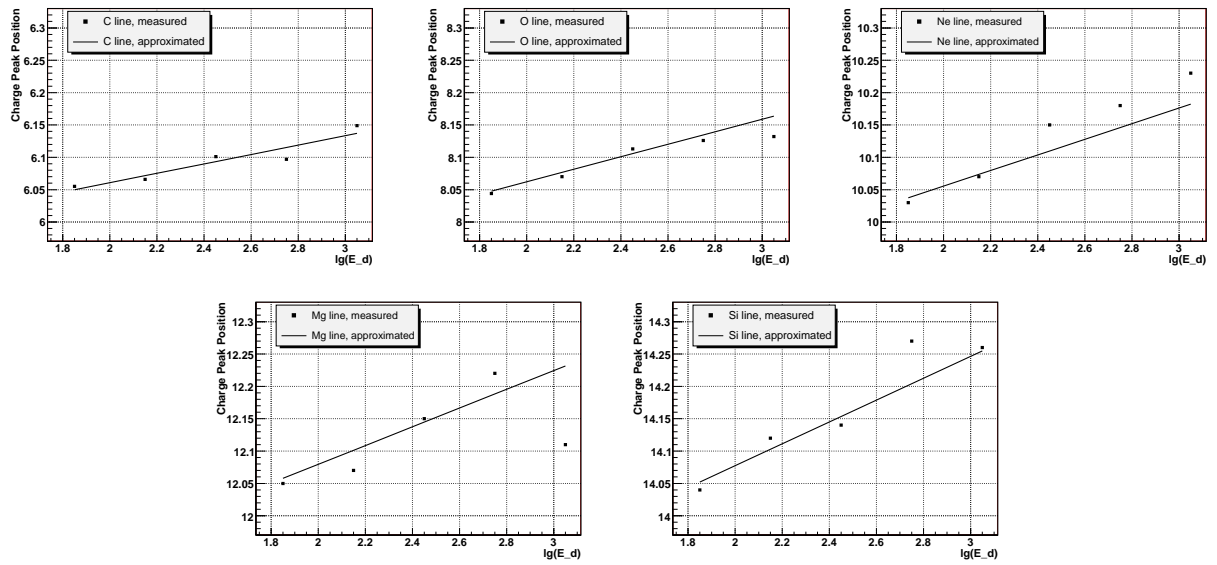 C line, measured
C line, approximated
Charge Peak Position
6.3
6.25
6.2
6.15
6.1
6.05
6
1.8 2 2.2 2.4 2.6 2.8 3
lg(E_d)
O line, measured
O line, approximated
Charge Peak Position
8.3
8.25
8.2
8.15
8.1
8.05
8
1.8 2 2.2 2.4 2.6 2.8 3
lg(E_d)
Ne line, measured
Ne line, approximated
Charge Peak Position
10.3
10.25
10.2
10.15
10.1
10.05
10
1.8 2 2.2 2.4 2.6 2.8 3
lg(E_d)
Mg line, measured
Mg line, approximated
Charge Peak Position
12.3
12.25
12.2
12.15
12.1
12.05
12
1.8 2 2.2 2.4 2.6 2.8 3
lg(E_d)
Si line, measured
Si line, approximated
Charge Peak Position
14.3
14.25
14.2
14.15
14.1
14.05
14
1.8 2 2.2 2.4 2.6 2.8 3
lg(E_d)